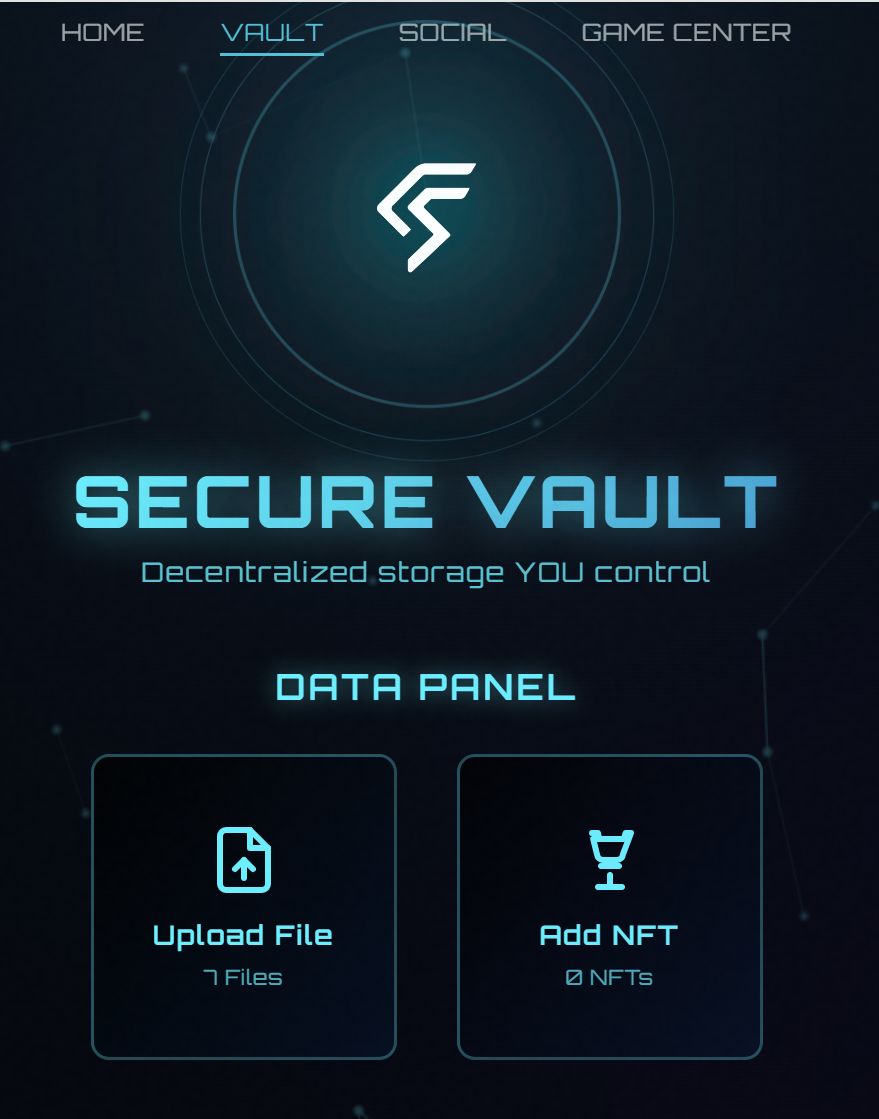 HOME VAULT SOCIAL GAME CENTER
SECURE VAULT
Decentralized storage YOU control
DATA PANEL
Upload File
7 Files
Add NFT
0 NFTs